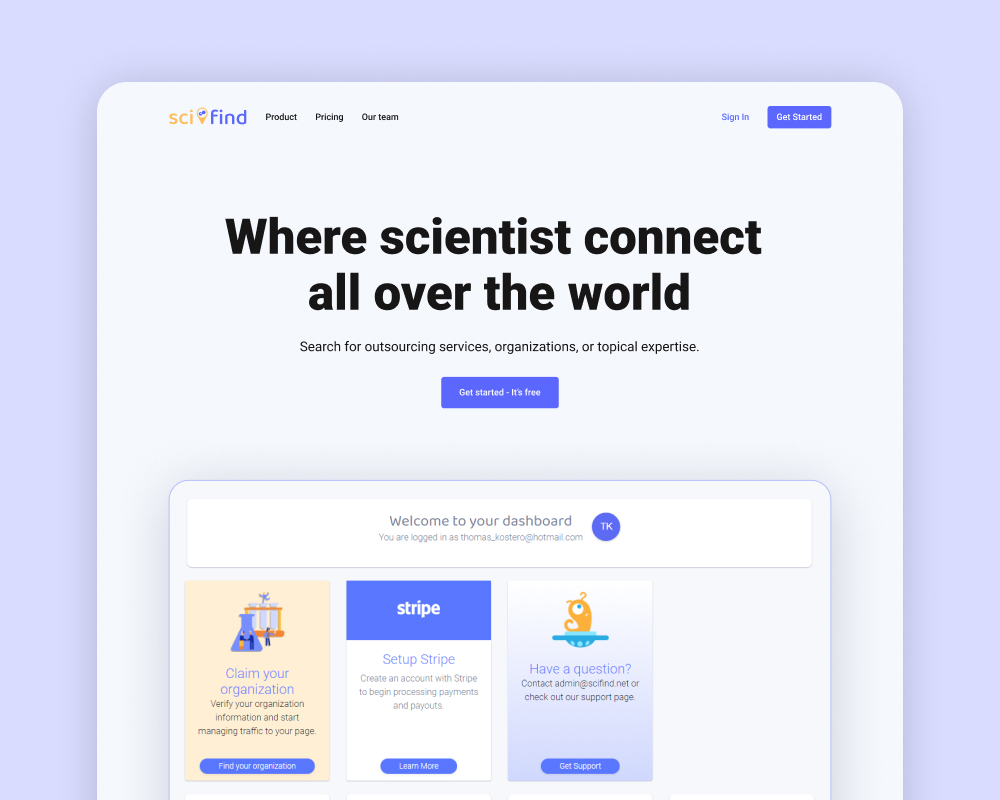 scifind Product Pricing Our team Sign In Get Started
Where scientist connect
all over the world
Search for outsourcing services, organizations, or topical expertise.
Get started - It's free
Welcome to your dashboard
You are logged in as thomas_kostero@hotmail.com
TK
Claim your
organization
Verify your organization
information and start
managing traffic to your page.
Find your organization
stripe
Setup Stripe
Create an account with Stripe
to begin processing payments
and payouts.
Learn More
Have a question?
Contact admin@scifind.net or
check out our support page.
Get Support